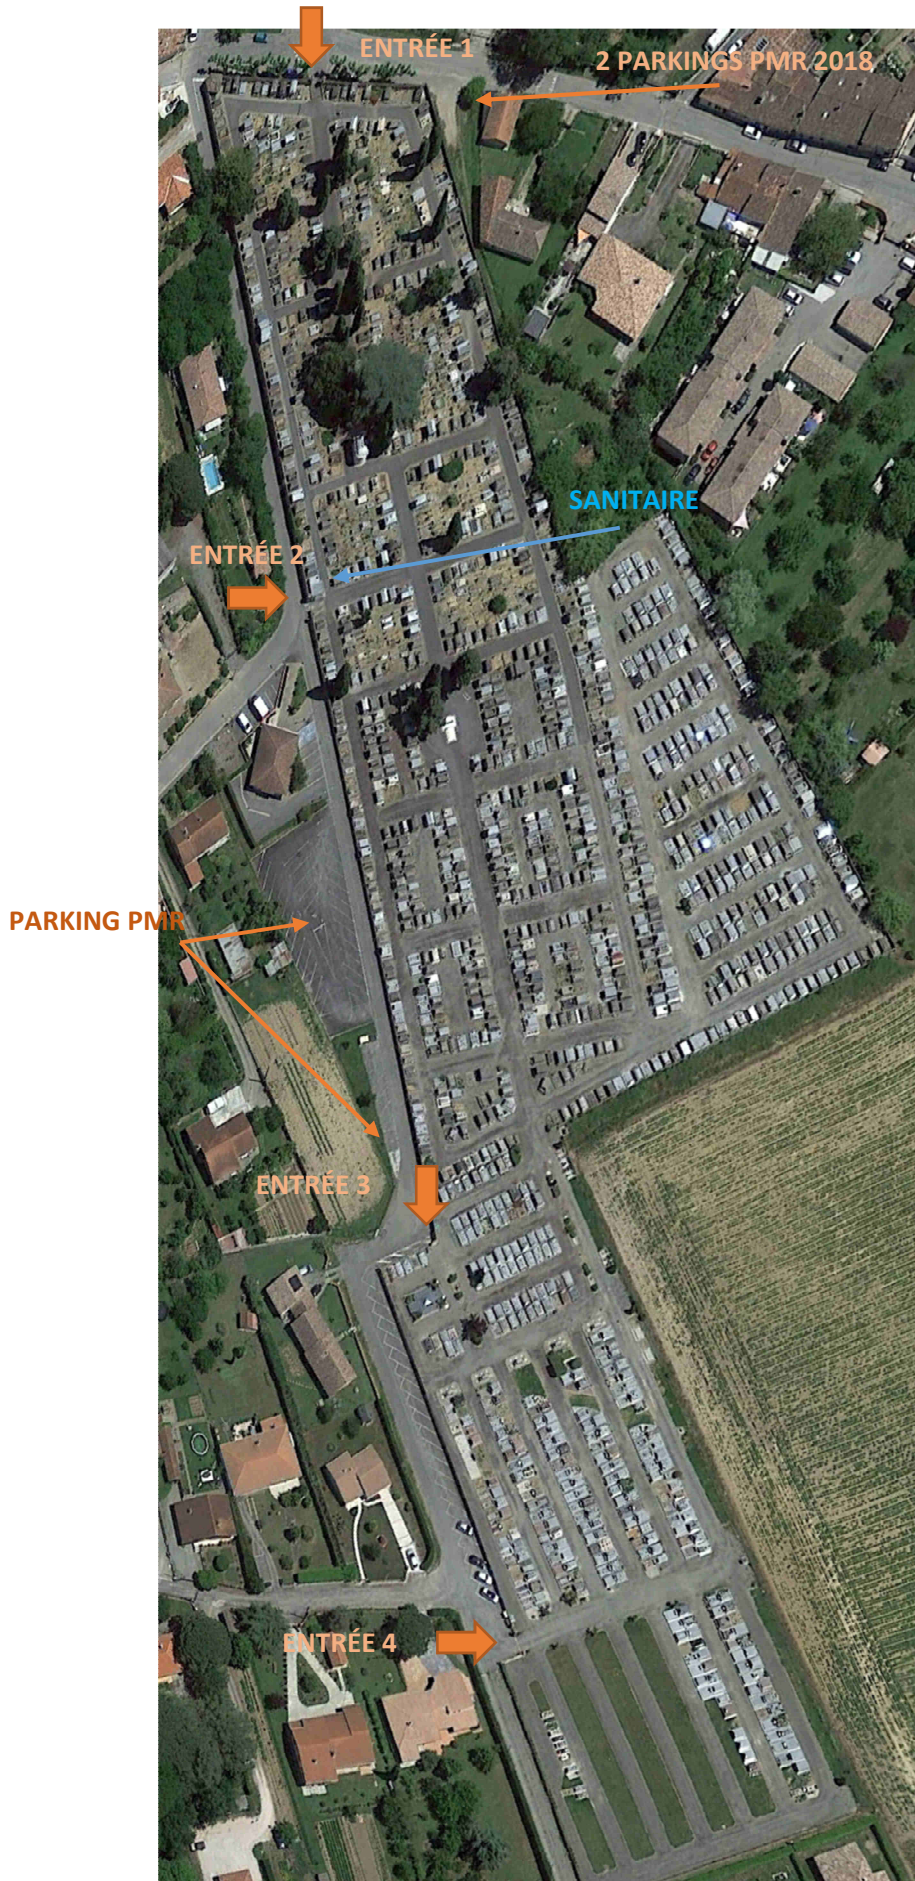 ENTRÉE 1
2 PARKINGS PMR 2018
SANITAIRE
ENTRÉE 2
PARKING PMR
ENTRÉE 3
ENTRÉE 4